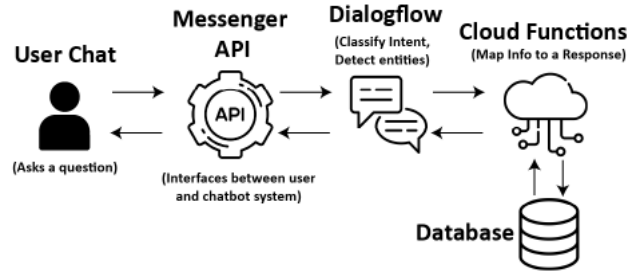 User Chat
(Asks a question)
Messenger
API
API
(Interfaces between user
and chatbot system)
Dialogflow
(Classify Intent,
Detect entities)
Cloud Functions
(Map Info to a Response)
Database